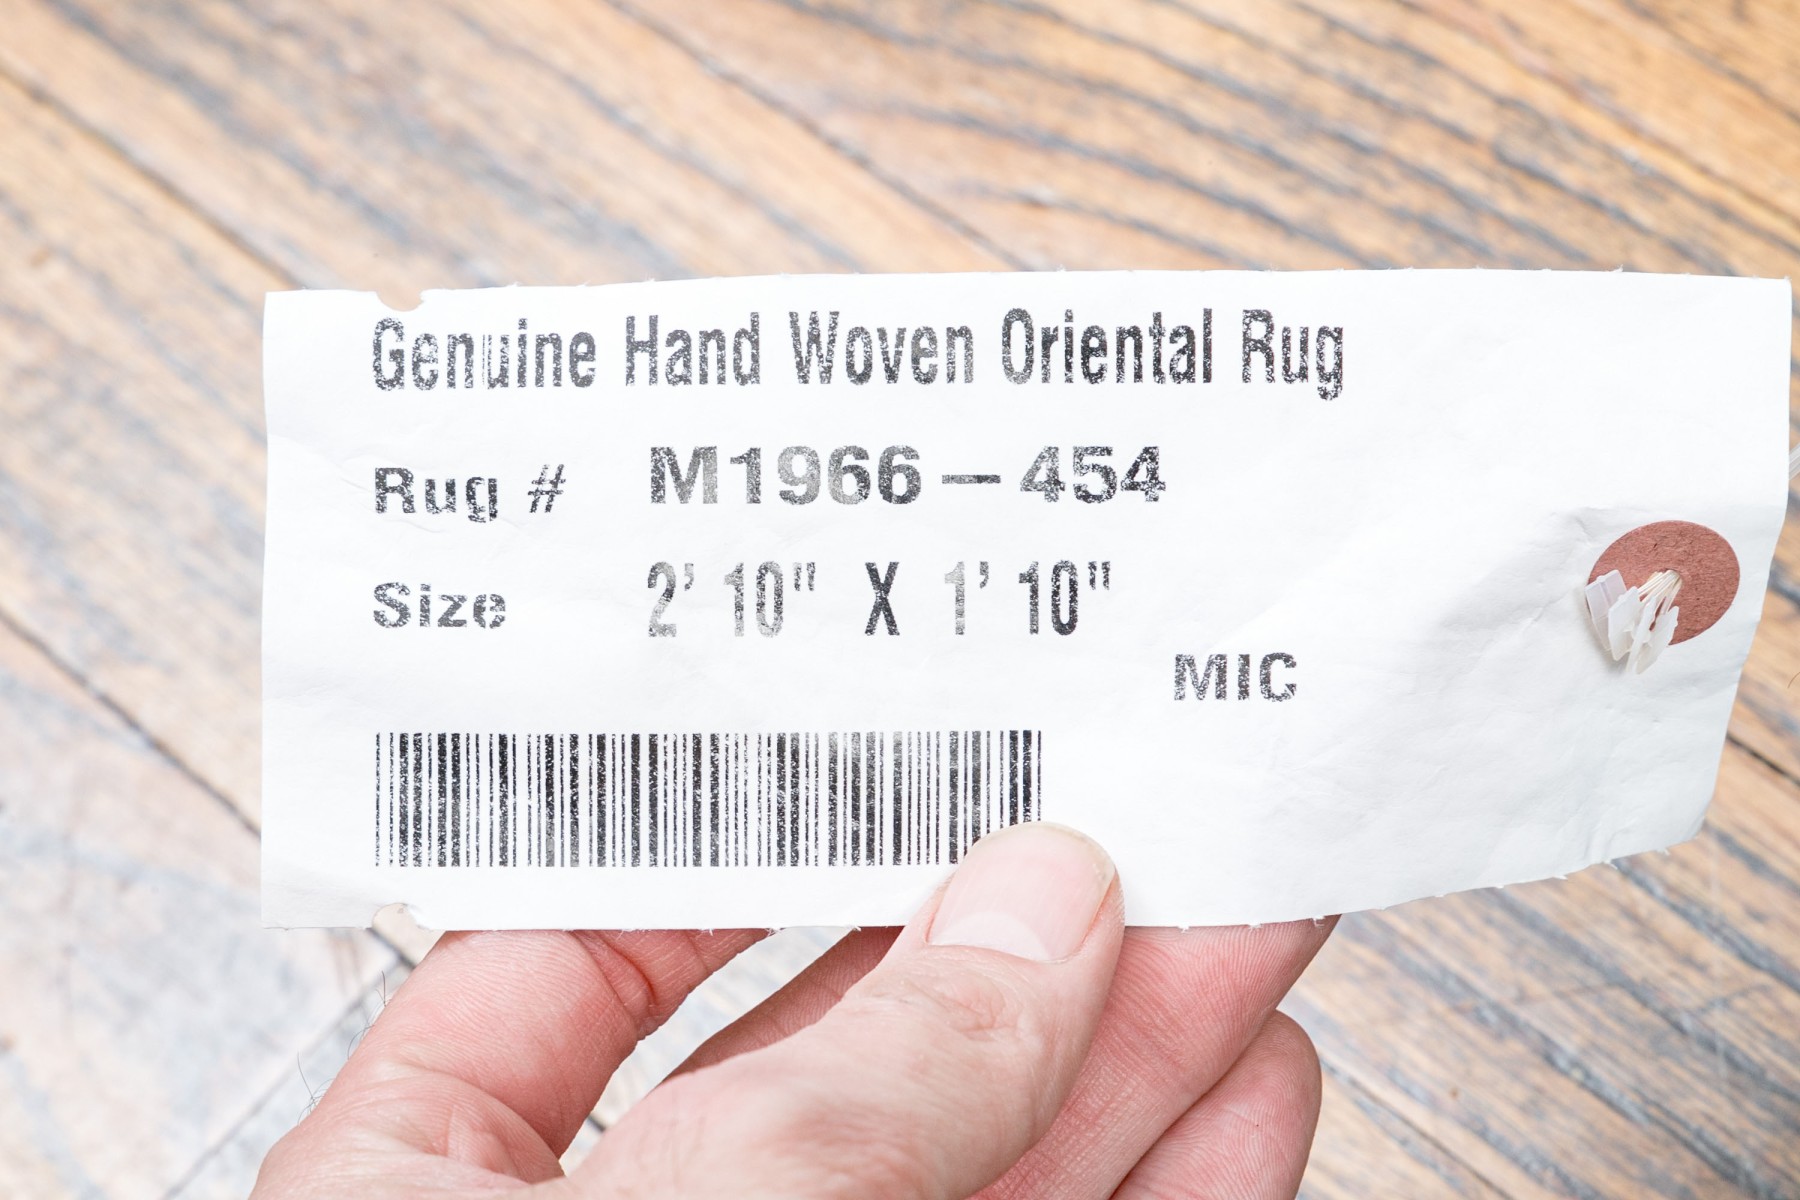 Genuine Hand Woven Oriental Rug
Rug # M1966-454
Size 2' 10" X 1' 10"
MIC